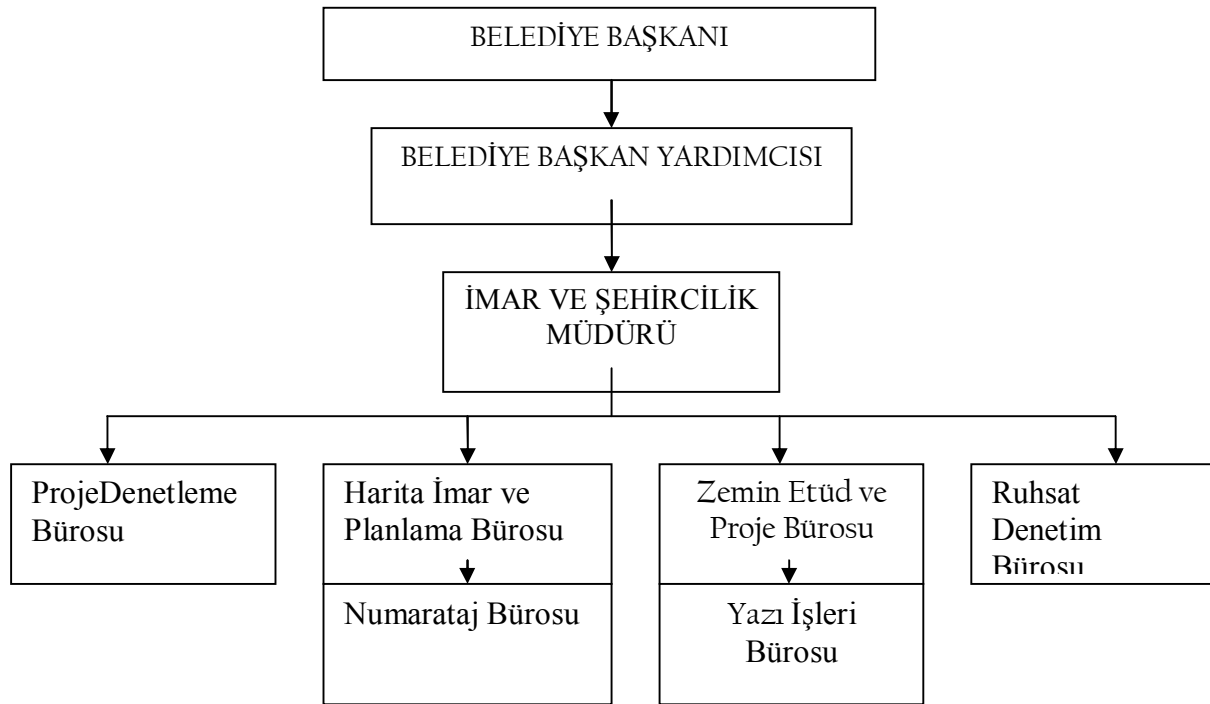 BELEDİYE BAŞKANI
BELEDİYE BAŞKAN YARDIMCISI
İMAR VE ŞEHİRCİLİK
MÜDÜRÜ
ProjeDenetleme
Bürosu
Harita İmar ve
Planlama Bürosu
Zemin Etüd ve
Proje Bürosu
Ruhsat
Denetim
Bürosu
Numarataj Bürosu
Yazı İşleri
Bürosu